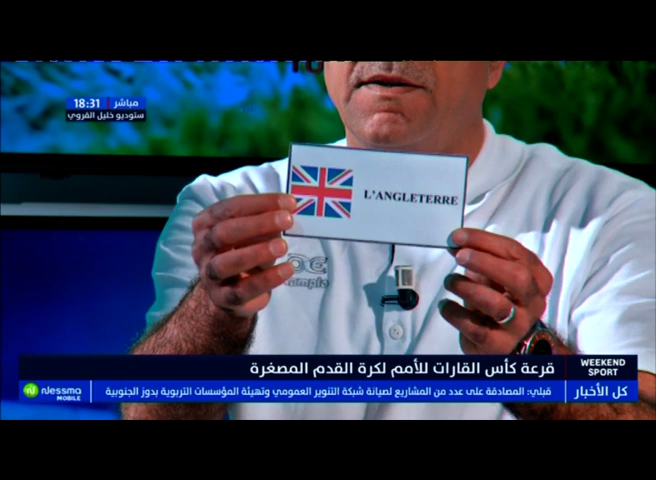 18:31 مباشر
ستوديو خليل القروي
L'ANGLETERRE
قرعة كأس القارات للأمم لكرة القدم المصغرة
WEEKEND
SPORT
nessma
MOBILE
قبلي: المصادقة على عدد من المشاريع لصيانة شبكة التنوير العمومي وتهيئة المؤسسات التربوية بدوز الجنوبية
كل الأخبار